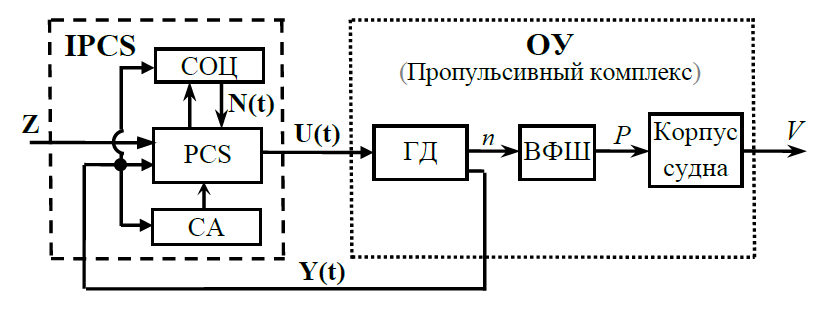 IPCS
ОУ
(Пропульсивный комплекс)
СОЦ
N(t)
Z
PCS
U(t)
ГД
n
ВФШ
P
Корпус
судна
V
СА
Y(t)